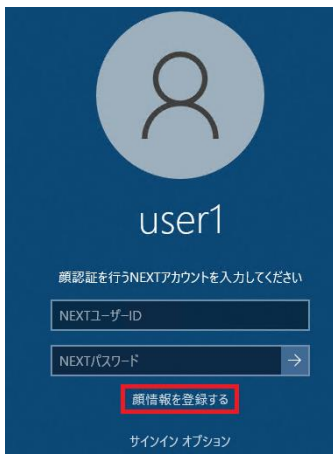 user1
顔認証を行うNEXTアカウントを入力してください
NEXTユーザーID
NEXTパスワード
顔情報を登録する
サインイン オプション